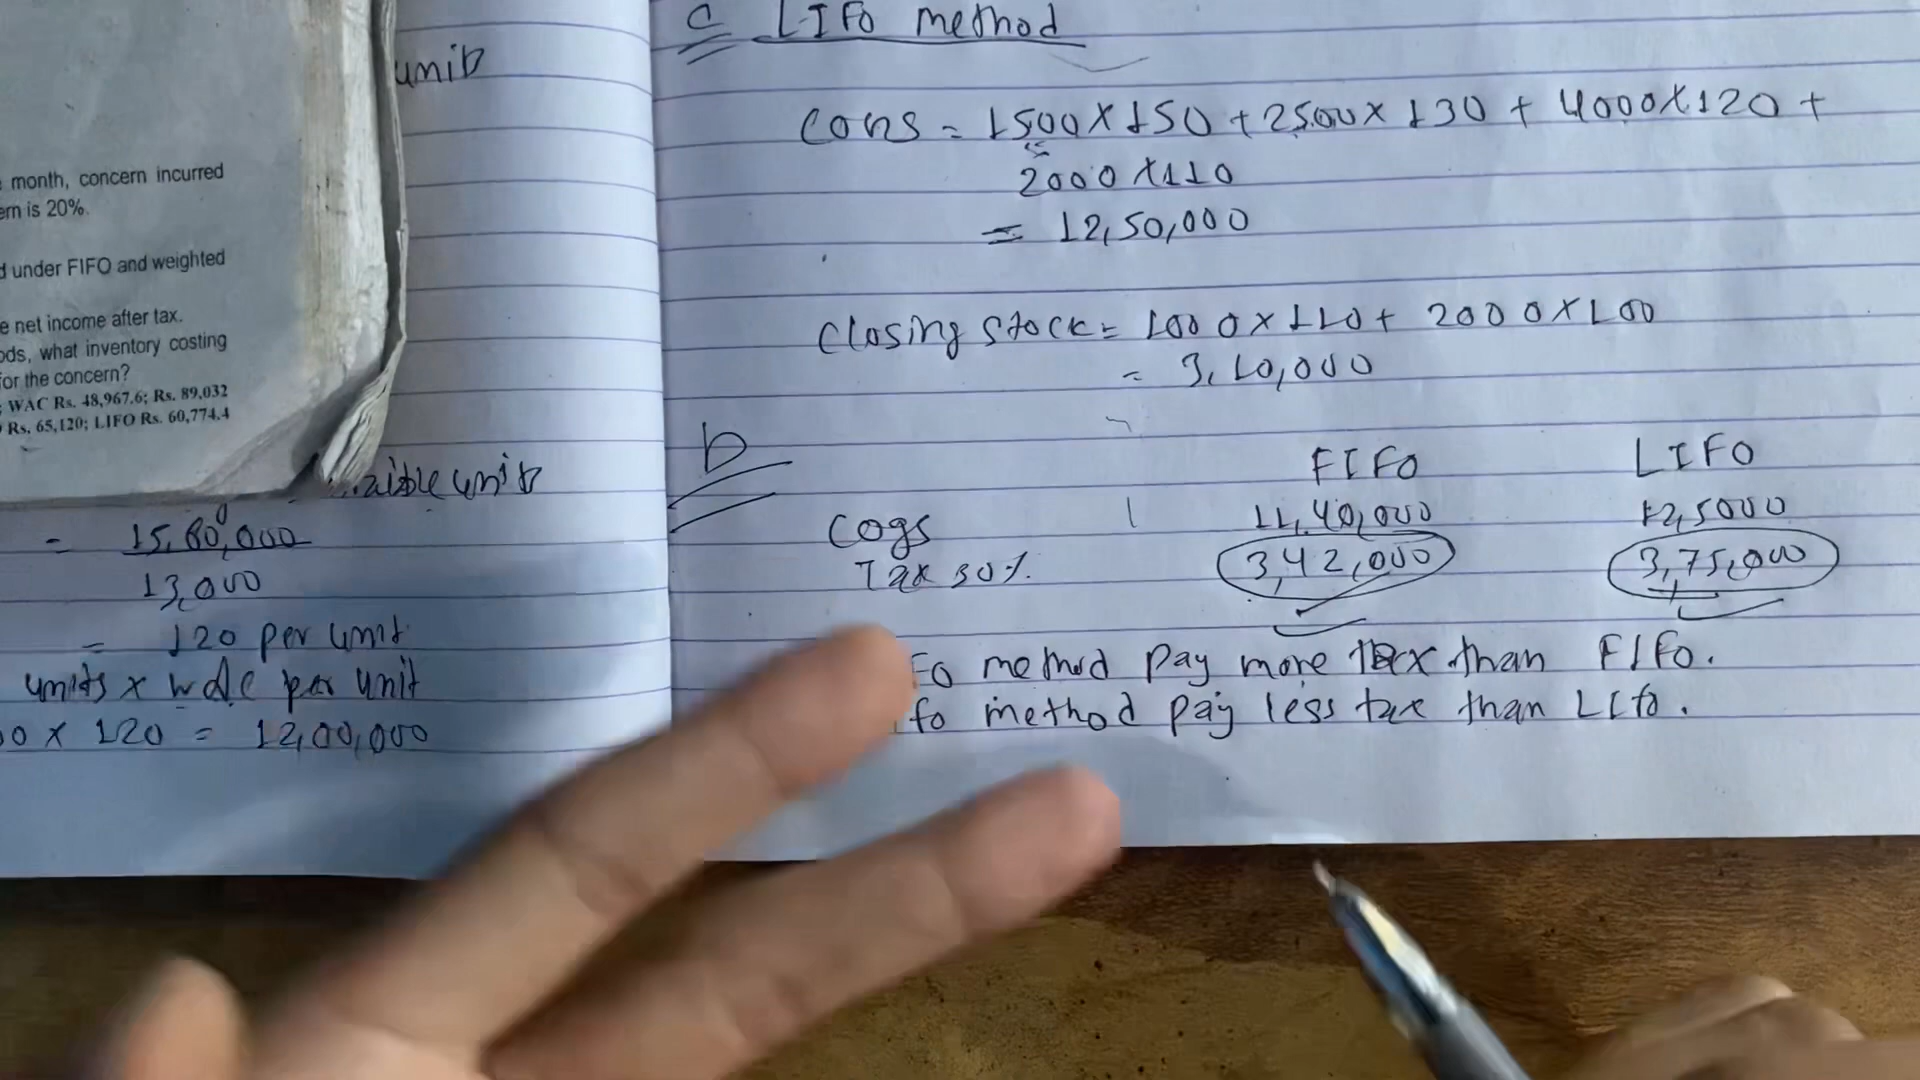 unit
month, concern incurred
ern is 20%.
d under FIFO and weighted
e net income after tax.
ods, what inventory costing
for the concern?
WAC Rs. 48,967.6; Rs. 89,032
Rs. 65,120; LIFO Rs. 60,774.4
unit
= 15,60,000
13,000
= 120 per unit
units x wac per unit
0 x 120 = 12,00,000
C LIFO method
= 1500 x 150 + 2500 x 130 + 4000 x 120 +
2000 x 110
= 12,50,000
Closing stock = 1000 x 110 + 2000 x 100
= 3,10,000
b
FIFO LIFO
Cogs 11,40,000 12,5000
Tax 30% 3,42,000 3,75,000
Fo method pay more tax than FIFO.
fo method pay less tax than Lifo.